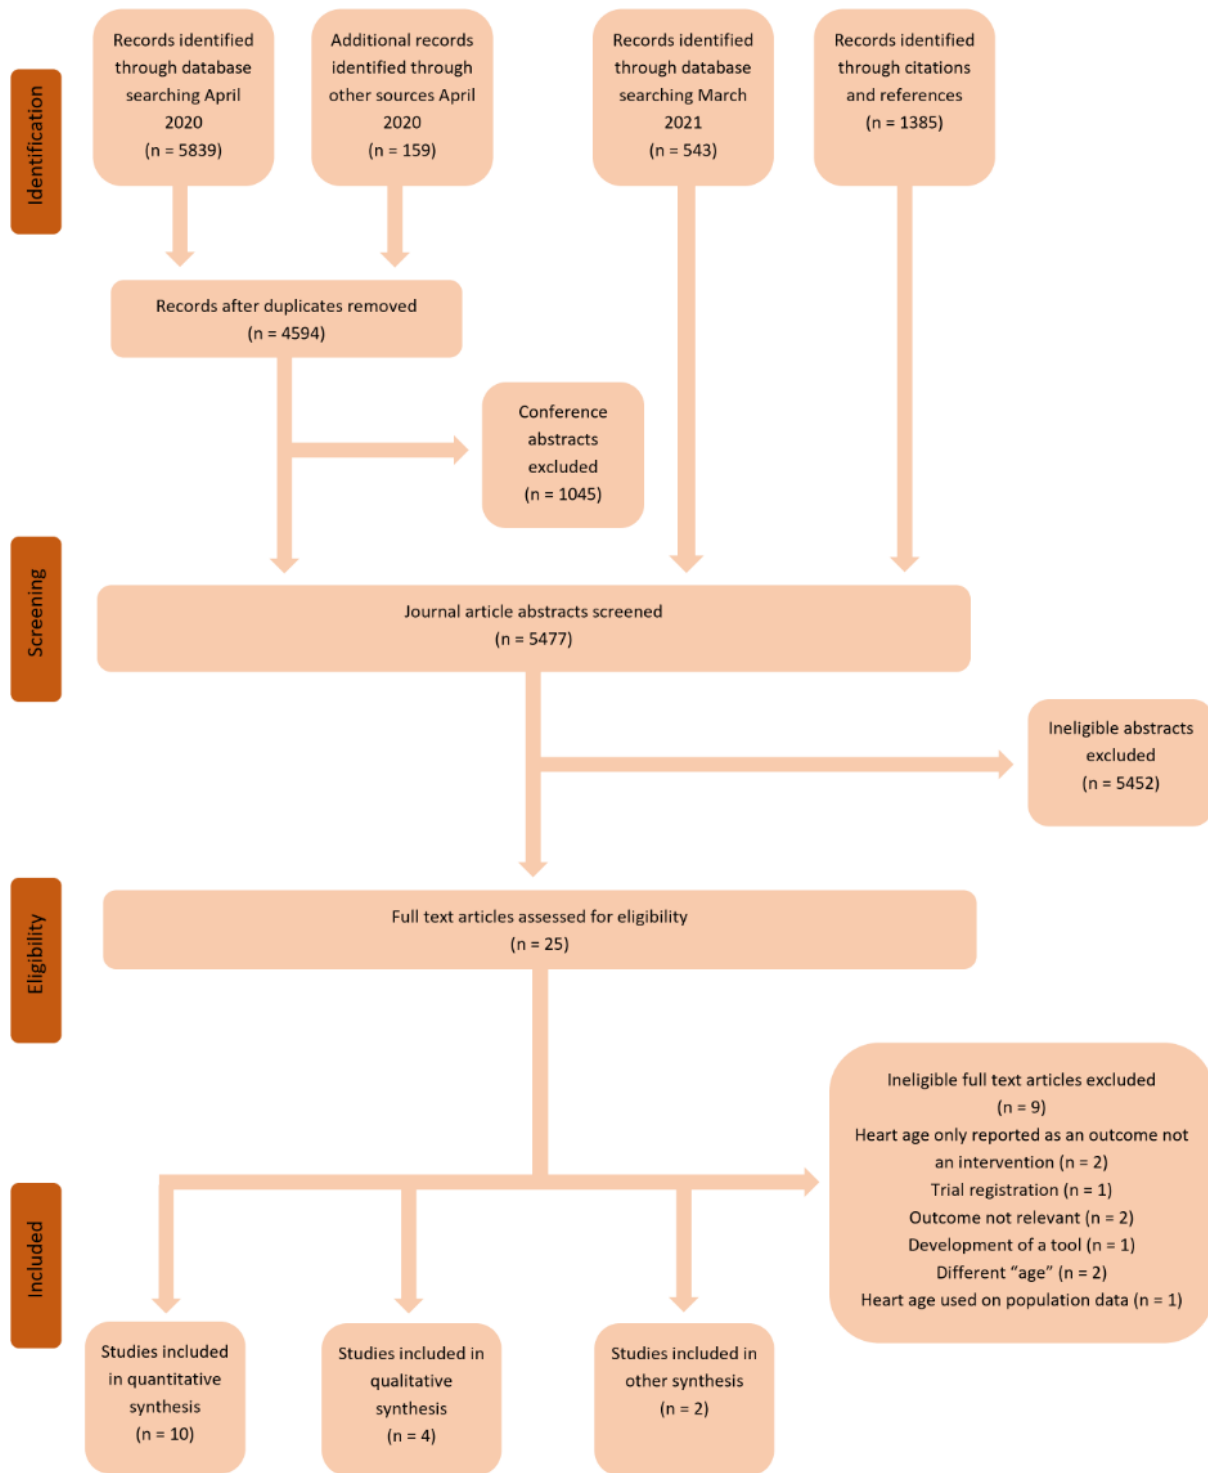 Identification
Records identified
through database
searching April
2020
(n = 5839)
Additional records
identified through
other sources April
2020
(n = 159)
Records identified
through database
searching March
2021
(n = 543)
Records identified
through citations
and references
(n = 1385)
Records after duplicates removed
(n = 4594)
Conference
abstracts
excluded
(n = 1045)
Screening
Journal article abstracts screened
(n = 5477)
Ineligible abstracts
excluded
(n = 5452)
Eligibility
Full text articles assessed for eligibility
(n = 25)
Ineligible full text articles excluded
(n = 9)
Heart age only reported as an outcome not
an intervention (n = 2)
Trial registration (n = 1)
Outcome not relevant (n = 2)
Development of a tool (n = 1)
Different “age” (n = 2)
Heart age used on population data (n = 1)
Included
Studies included
in quantitative
synthesis
(n = 10)
Studies included in
qualitative
synthesis
(n = 4)
Studies included in
other synthesis
(n = 2)